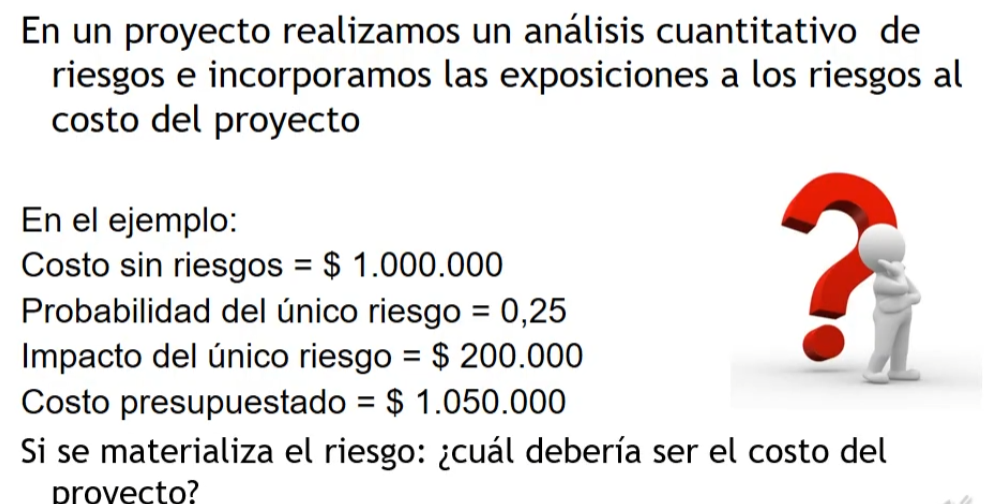 En un proyecto realizamos un análisis cuantitativo de
riesgos e incorporamos las exposiciones a los riesgos al
costo del proyecto
En el ejemplo:
Costo sin riesgos = $ 1.000.000
Probabilidad del único riesgo = 0,25
Impacto del único riesgo = $ 200.000
Costo presupuestado = $ 1.050.000
Si se materializa el riesgo: ¿cuál debería ser el costo del
proyecto?